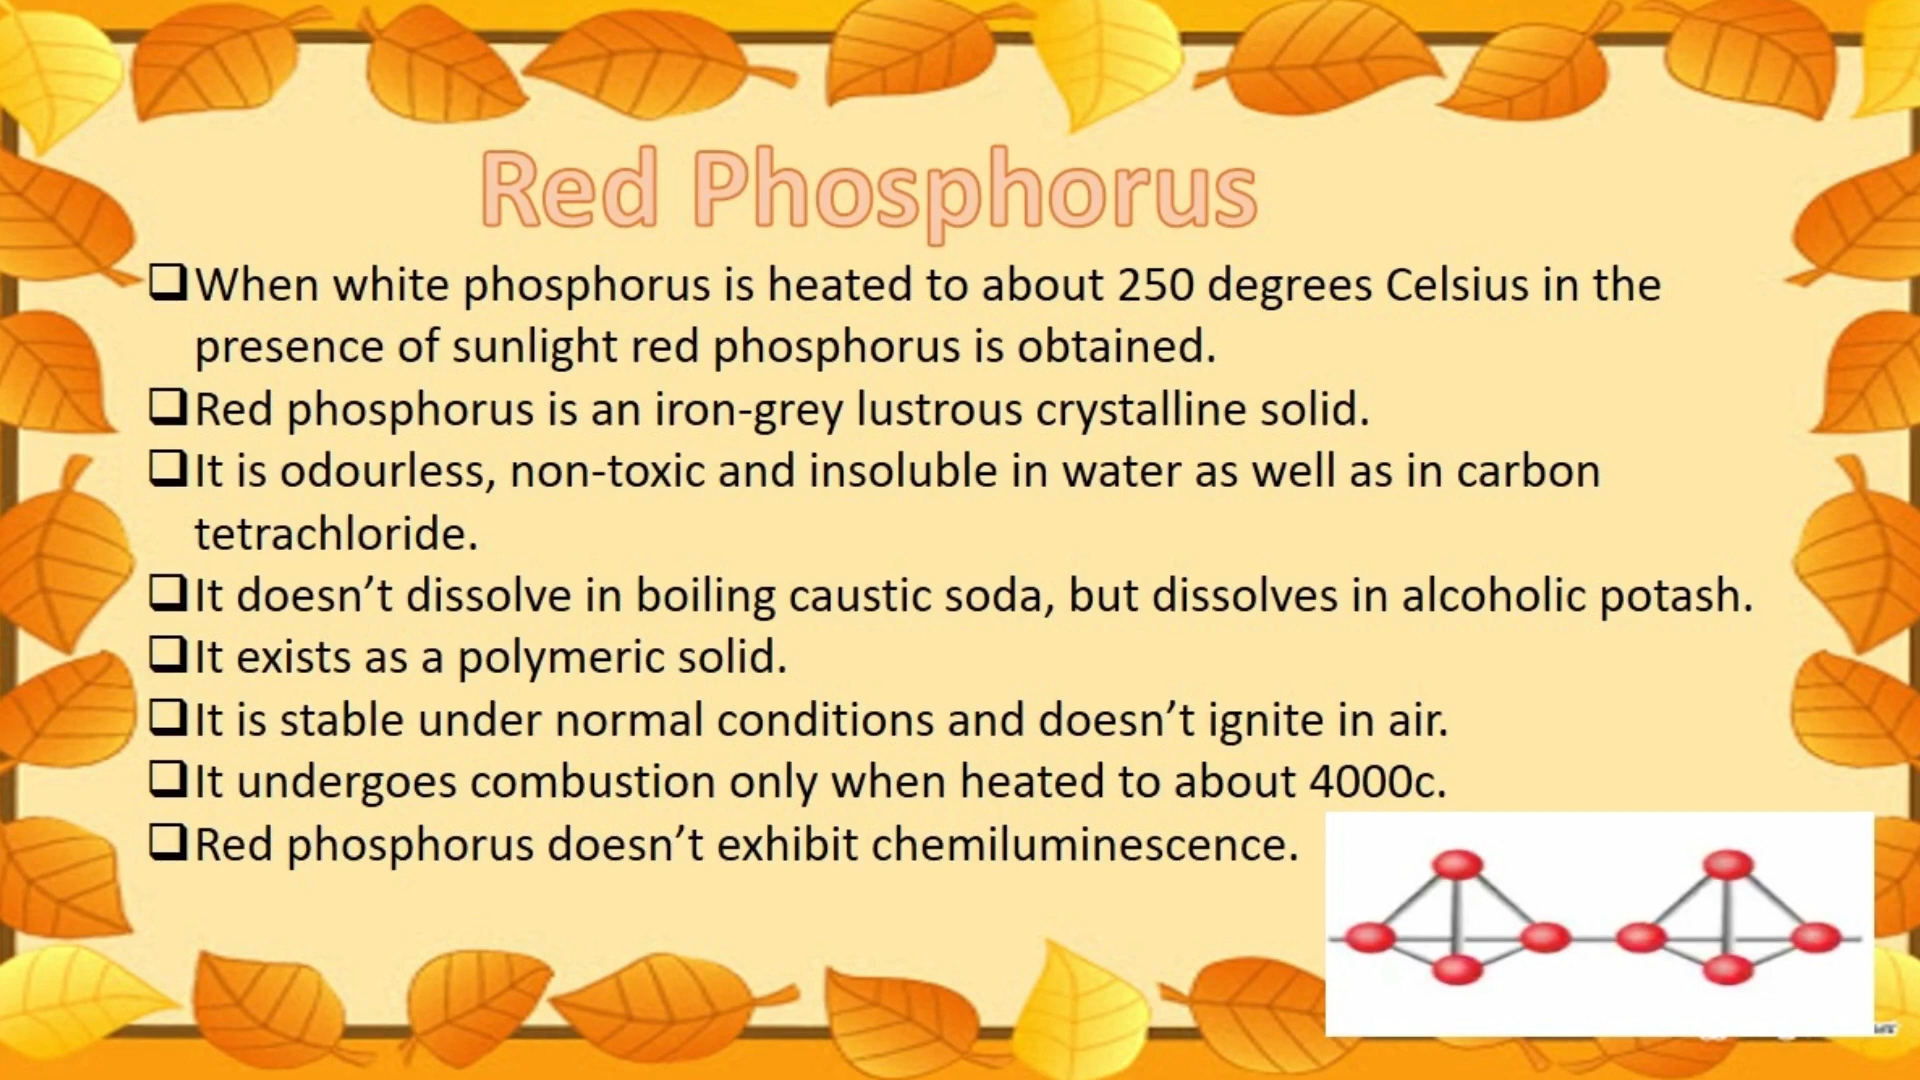 Red Phosphorus
When white phosphorus is heated to about 250 degrees Celsius in the
presence of sunlight red phosphorus is obtained.
Red phosphorus is an iron-grey lustrous crystalline solid.
It is odourless, non-toxic and insoluble in water as well as in carbon
tetrachloride.
It doesn’t dissolve in boiling caustic soda, but dissolves in alcoholic potash.
It exists as a polymeric solid.
It is stable under normal conditions and doesn’t ignite in air.
It undergoes combustion only when heated to about 4000c.
Red phosphorus doesn’t exhibit chemiluminescence.